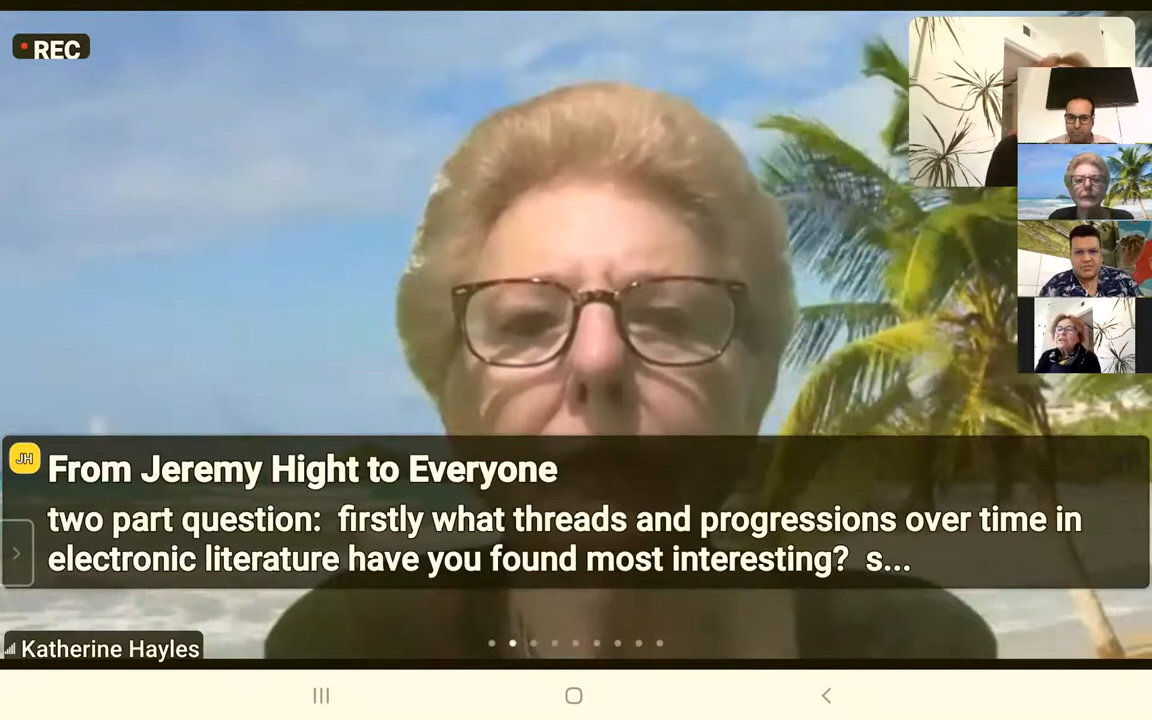 REC
JH
From Jeremy Hight to Everyone
two part question:  firstly what threads and progressions over time in
electronic literature have you found most interesting?  s...
Katherine Hayles